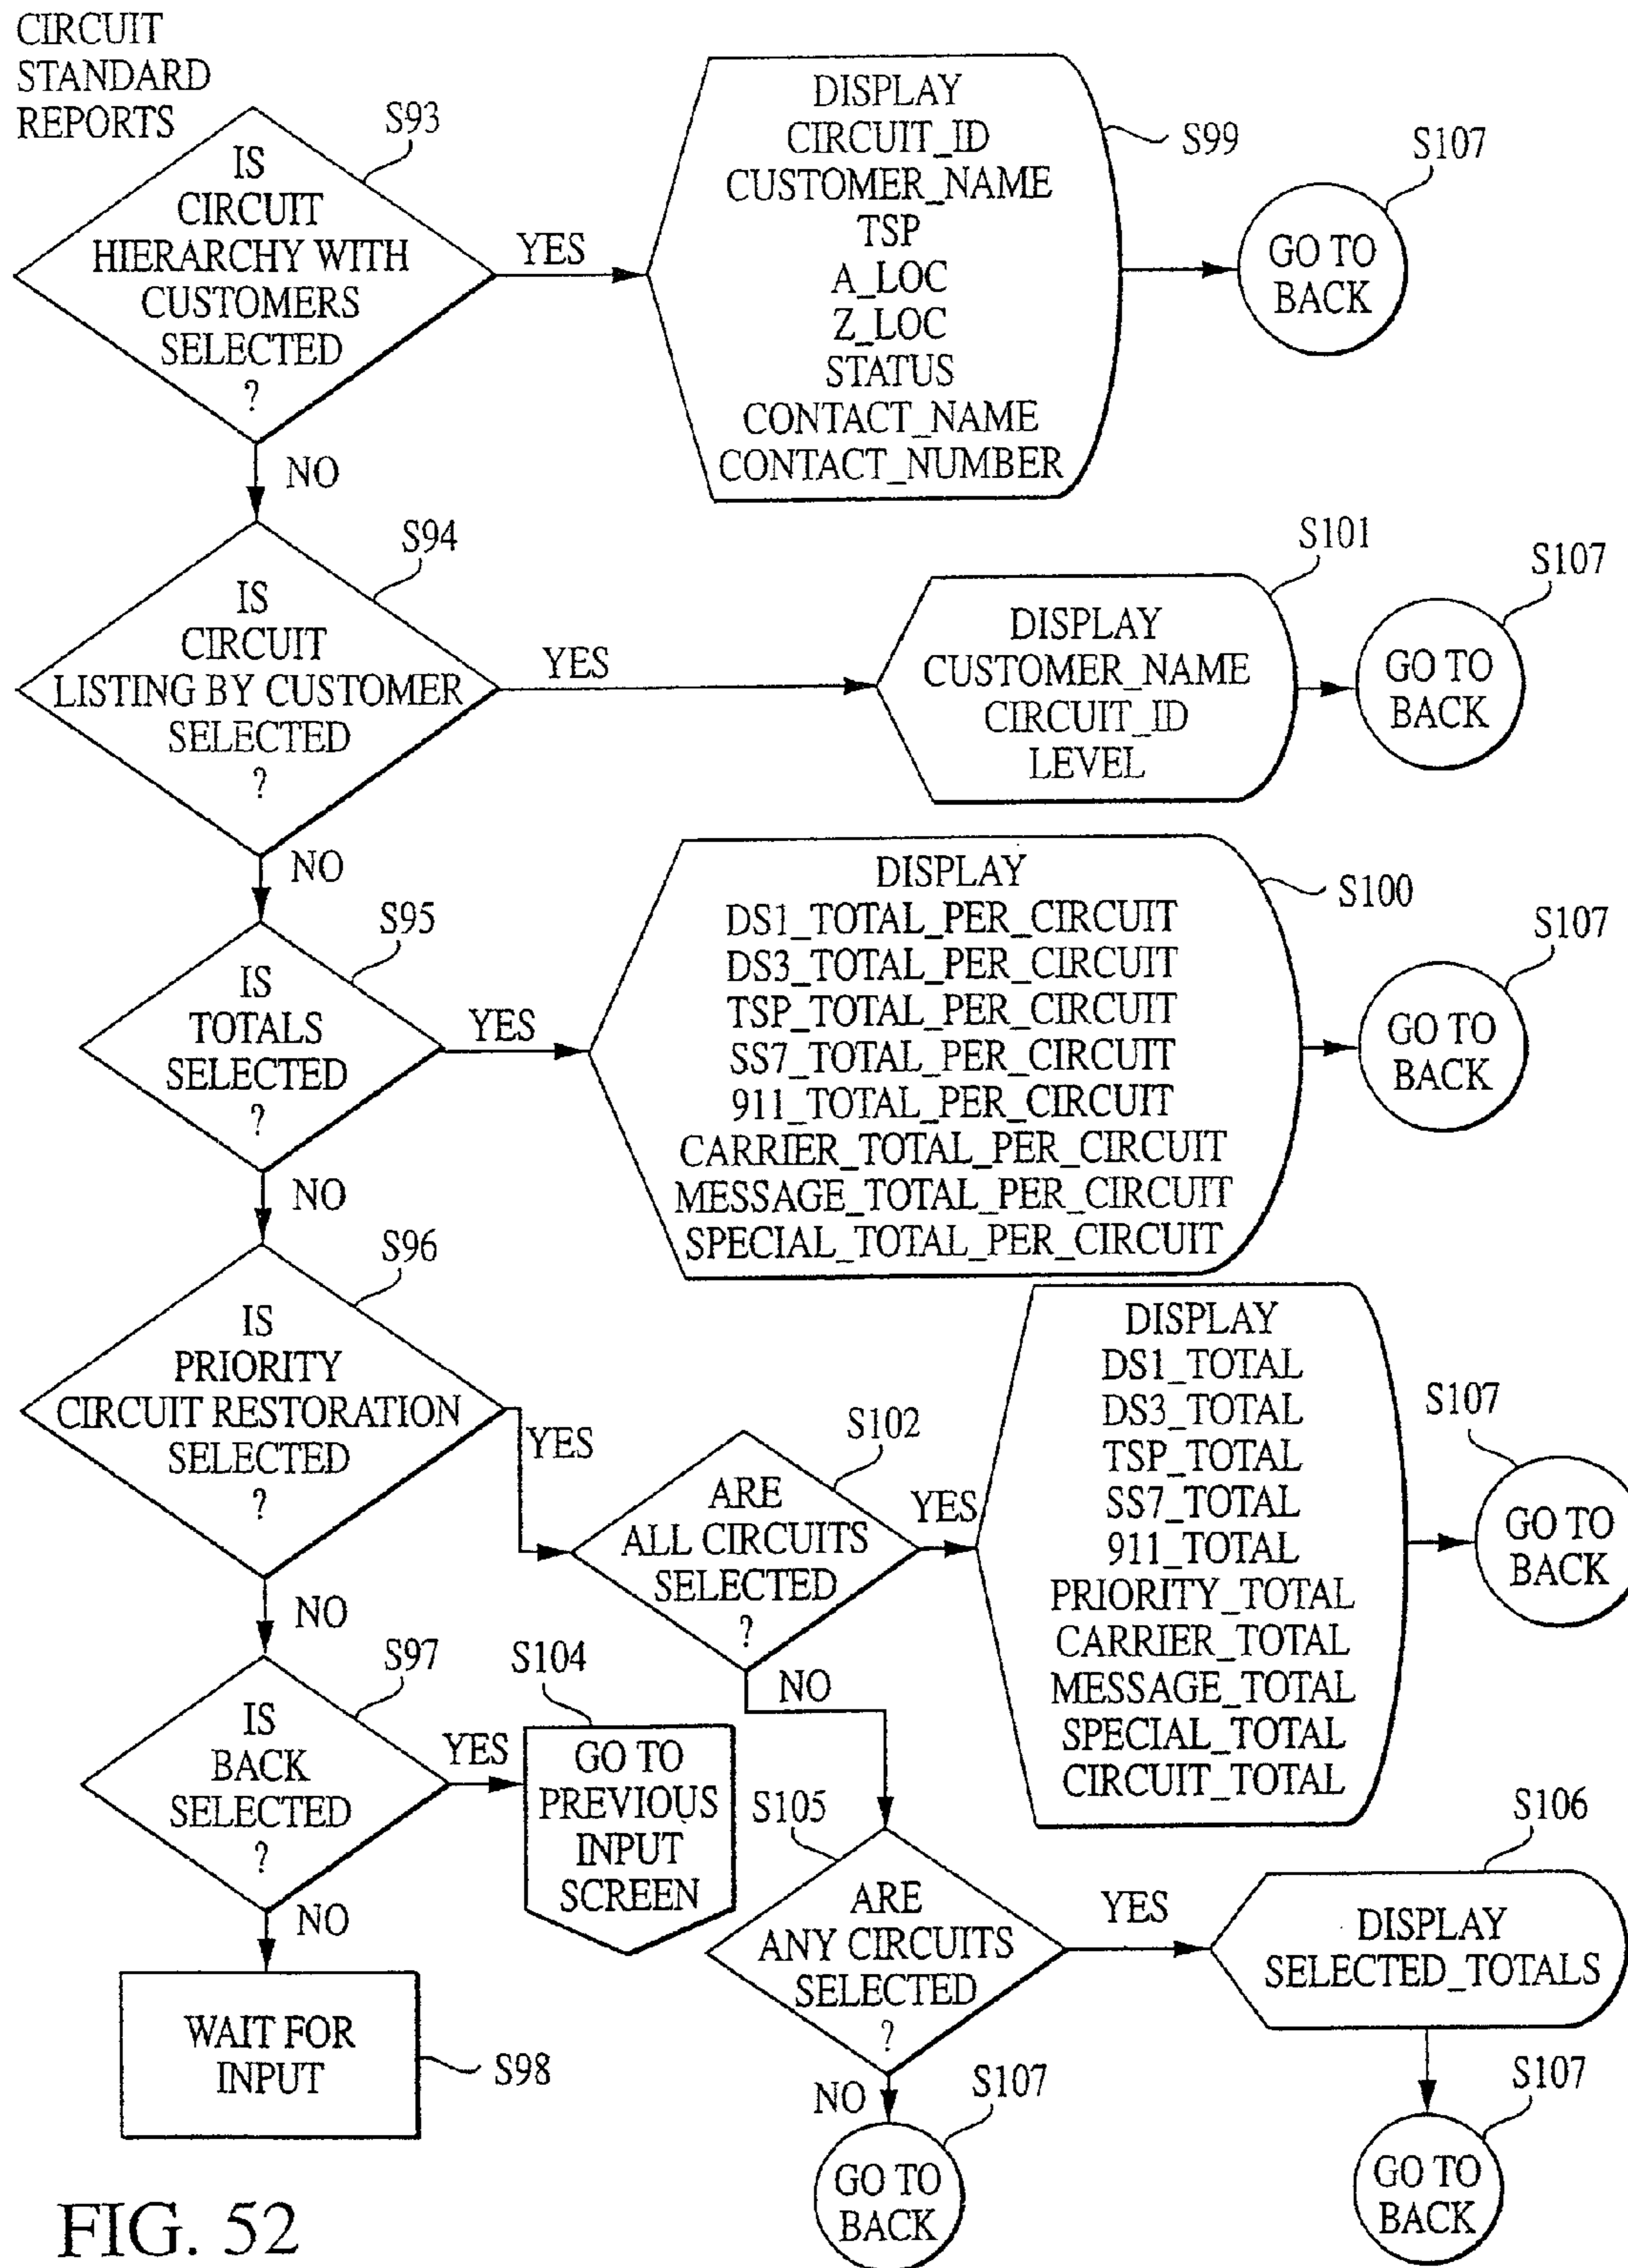 CIRCUIT
STANDARD
REPORTS
S93
IS
CIRCUIT
HIERARCHY WITH
CUSTOMERS
SELECTED
?
YES
DISPLAY
CIRCUIT_ID
CUSTOMER_NAME
TSP
A_LOC
Z_LOC
STATUS
CONTACT_NAME
CONTACT_NUMBER
S99
S107
GO TO
BACK
NO
S94
IS
CIRCUIT
LISTING BY CUSTOMER
SELECTED
?
YES
S101
DISPLAY
CUSTOMER_NAME
CIRCUIT_ID
LEVEL
S107
GO TO
BACK
NO
S95
IS
TOTALS
SELECTED
?
YES
DISPLAY
DS1_TOTAL_PER_CIRCUIT
DS3_TOTAL_PER_CIRCUIT
TSP_TOTAL_PER_CIRCUIT
SS7_TOTAL_PER_CIRCUIT
911_TOTAL_PER_CIRCUIT
CARRIER_TOTAL_PER_CIRCUIT
MESSAGE_TOTAL_PER_CIRCUIT
SPECIAL_TOTAL_PER_CIRCUIT
S100
S107
GO TO
BACK
NO
S96
IS
PRIORITY
CIRCUIT RESTORATION
SELECTED
?
YES
S102
ARE
ALL CIRCUITS
SELECTED
?
YES
DISPLAY
DS1_TOTAL
DS3_TOTAL
TSP_TOTAL
SS7_TOTAL
911_TOTAL
PRIORITY_TOTAL
CARRIER_TOTAL
MESSAGE_TOTAL
SPECIAL_TOTAL
CIRCUIT_TOTAL
S107
GO TO
BACK
NO
S97
IS
BACK
SELECTED
?
YES
S104
GO TO
PREVIOUS
INPUT
SCREEN
NO
S105
ARE
ANY CIRCUITS
SELECTED
?
YES
S106
DISPLAY
SELECTED_TOTALS
NO
WAIT FOR
INPUT
S98
NO
S107
GO TO
BACK
S107
GO TO
BACK
FIG. 52